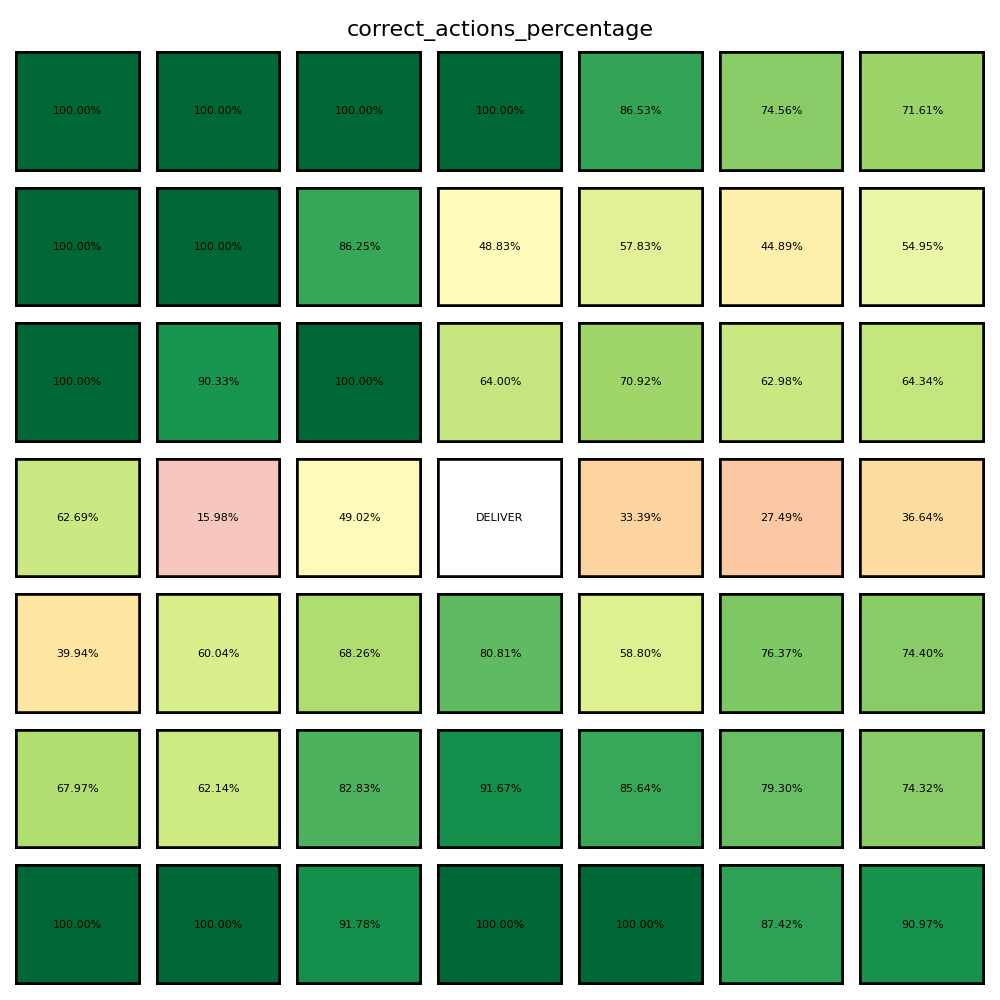 correct_actions_percentage
100.00% 100.00% 100.00% 100.00% 86.53% 74.56% 71.61%
100.00% 100.00% 86.25% 48.83% 57.83% 44.89% 54.95%
100.00% 90.33% 100.00% 64.00% 70.92% 62.98% 64.34%
62.69% 15.98% 49.02% DELIVER 33.39% 27.49% 36.64%
39.94% 60.04% 68.26% 80.81% 58.80% 76.37% 74.40%
67.97% 62.14% 82.83% 91.67% 85.64% 79.30% 74.32%
100.00% 100.00% 91.78% 100.00% 100.00% 87.42% 90.97%